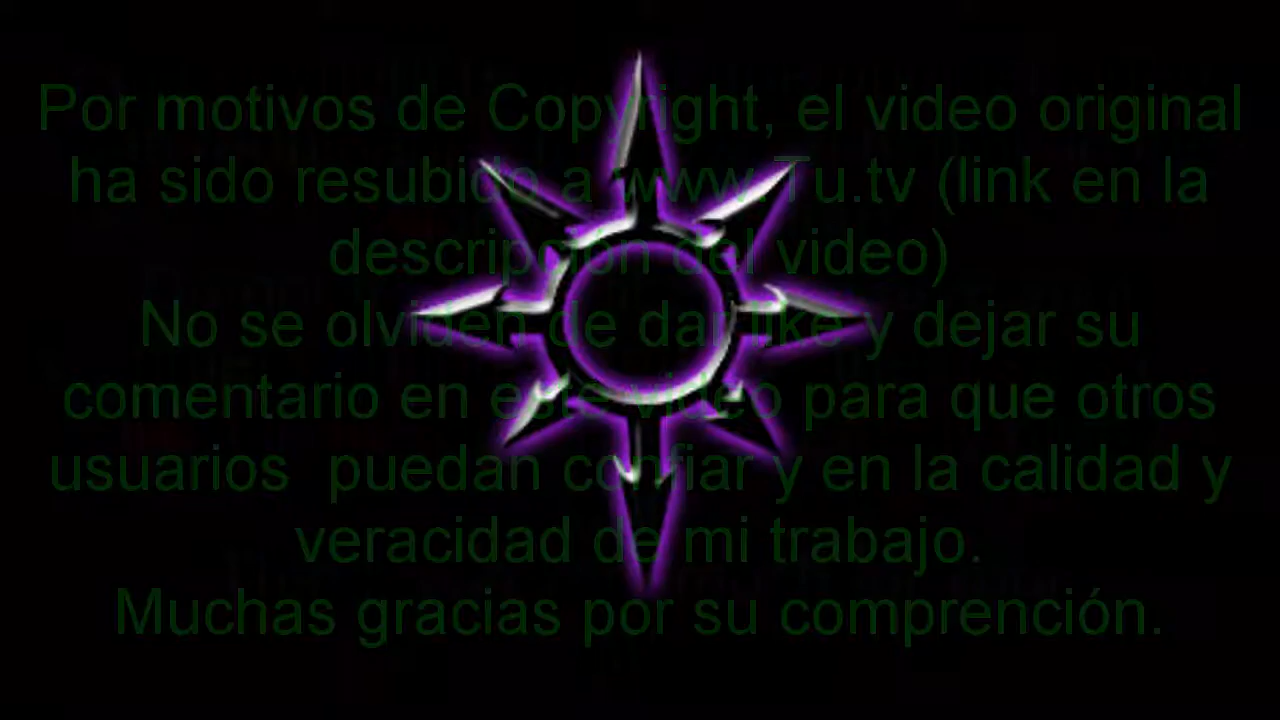 Por motivos de Copyright, el video original
ha sido resubido a www.Tu.tv (link en la
descripción del video)
No se olviden de dar like y dejar su
comentario en este video para que otros
usuarios puedan confiar y en la calidad y
veracidad de mi trabajo.
Muchas gracias por su comprención.